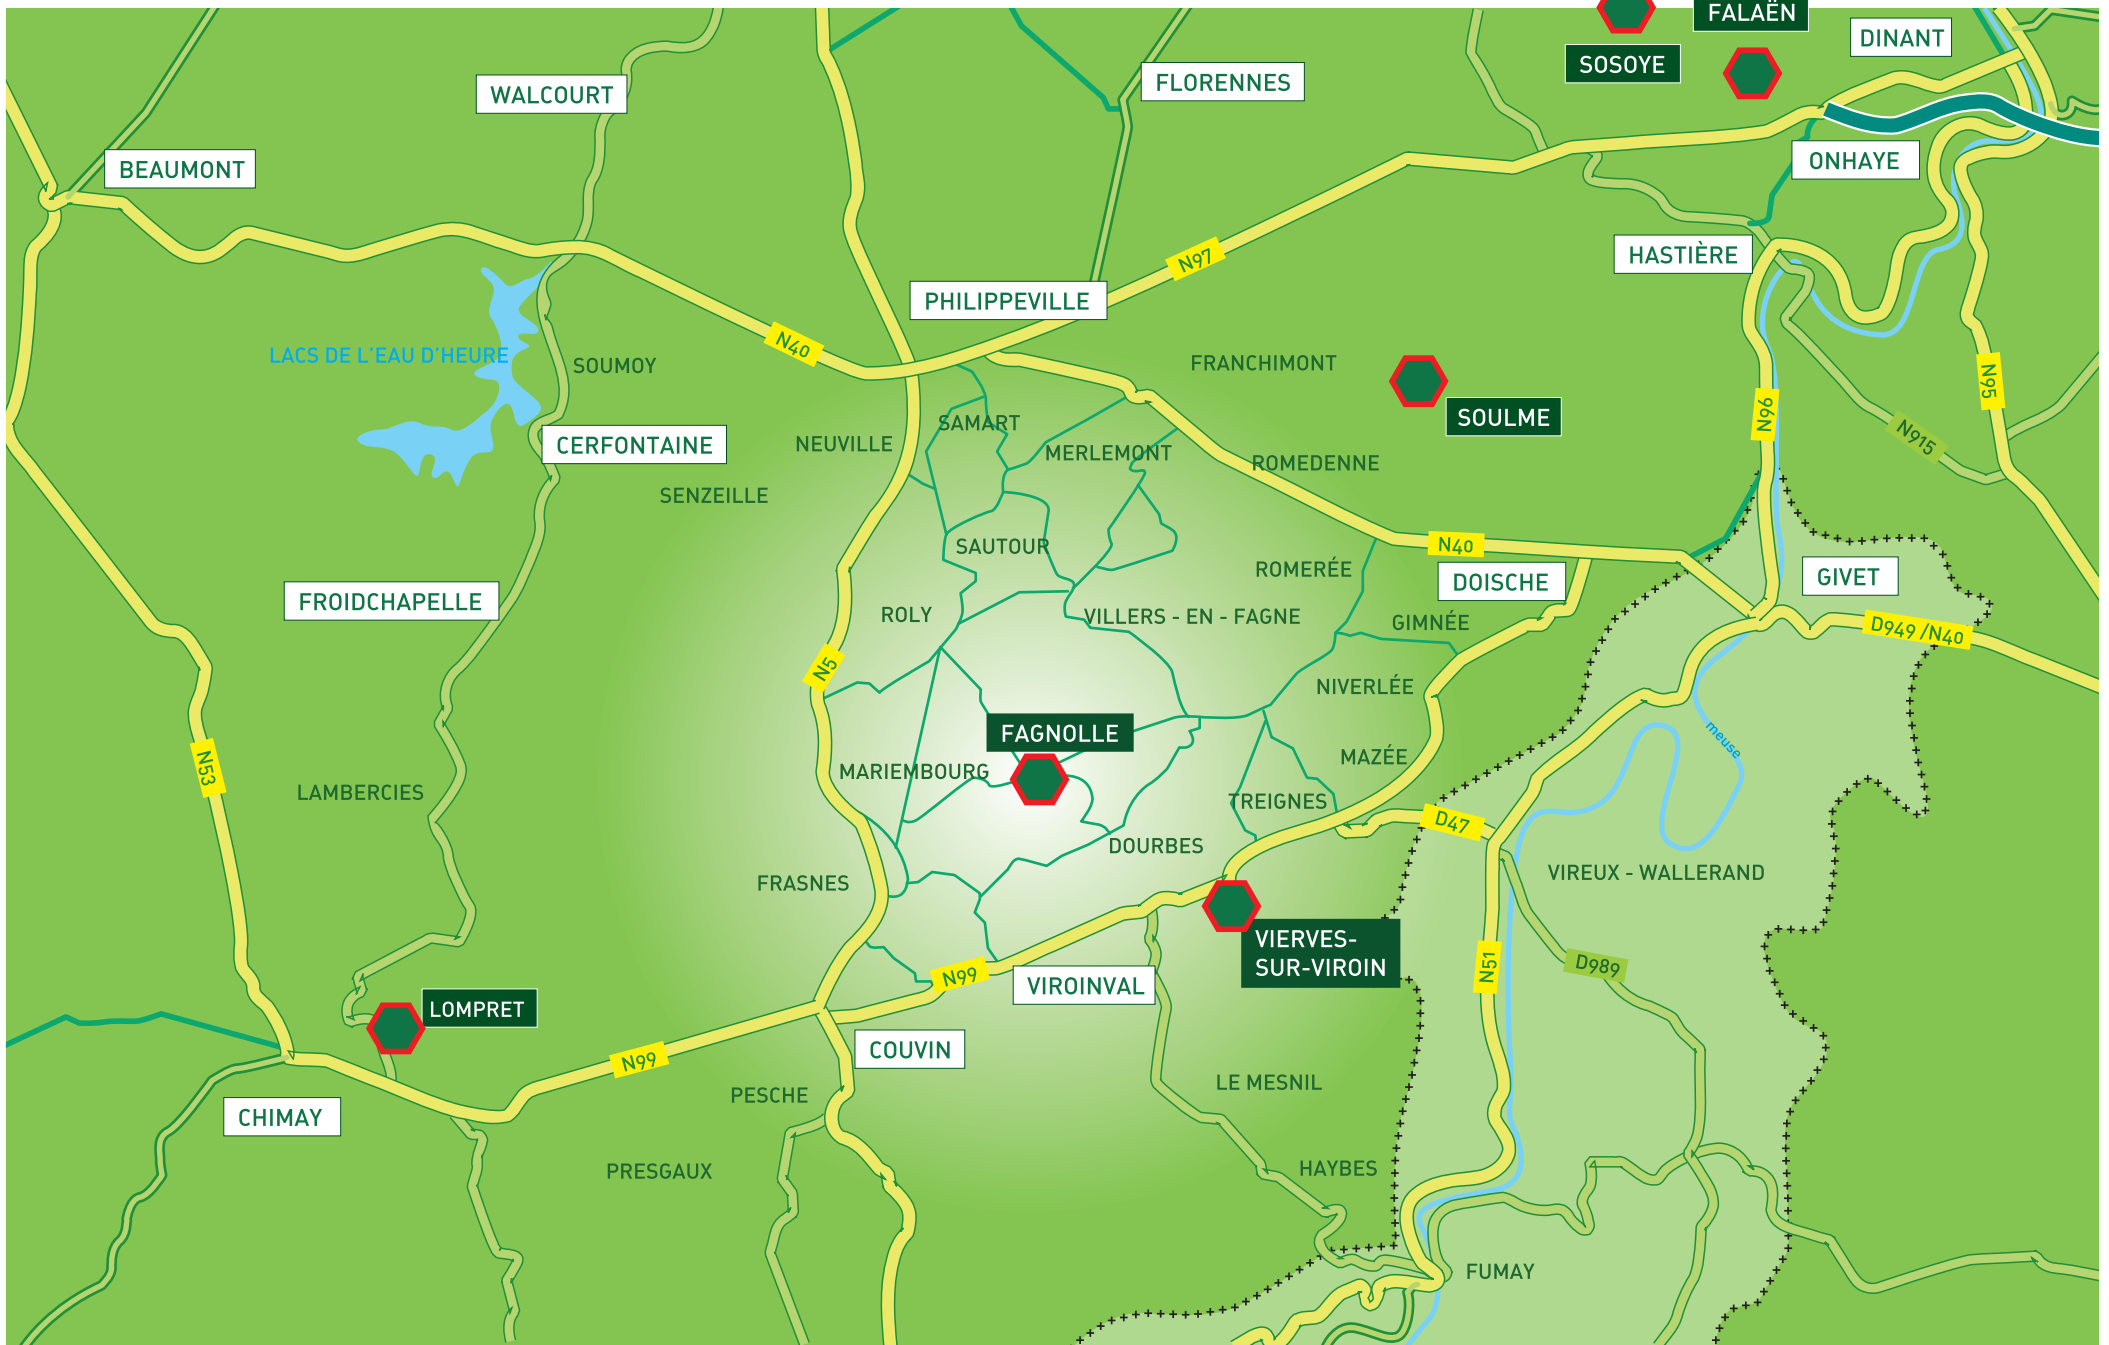 FALAËN
DINANT
SOSOYE
WALCOURT
FLORENNES
BEAUMONT
ONHAYE
HASTIÈRE
N97
PHILIPPEVILLE
N40
LACS DE L'EAU D'HEURE
SOUMOY
FRANCHIMONT
SOULME
N96
N95
N915
SAMART
NEUVILLE
CERFONTAINE
MERLEMONT
ROMEDENNE
SENZEILLE
SAUTOUR
N40
ROMERÉE
DOISCHE
GIVET
FROIDCHAPELLE
ROLY
VILLERS - EN - FAGNE
GIMNÉE
D949 /N40
N5
NIVERLÉE
FAGNOLLE
meuse
N53
MARIEMBOURG
MAZÉE
LAMBERCIES
TREIGNES
D47
DOURBES
VIREUX - WALLERAND
FRASNES
VIERVES-
SUR-VIROIN
N99
VIROINVAL
N51
D989
LOMPRET
COUVIN
N99
LE MESNIL
PESCHE
CHIMAY
PRESGAUX
HAYBES
FUMAY